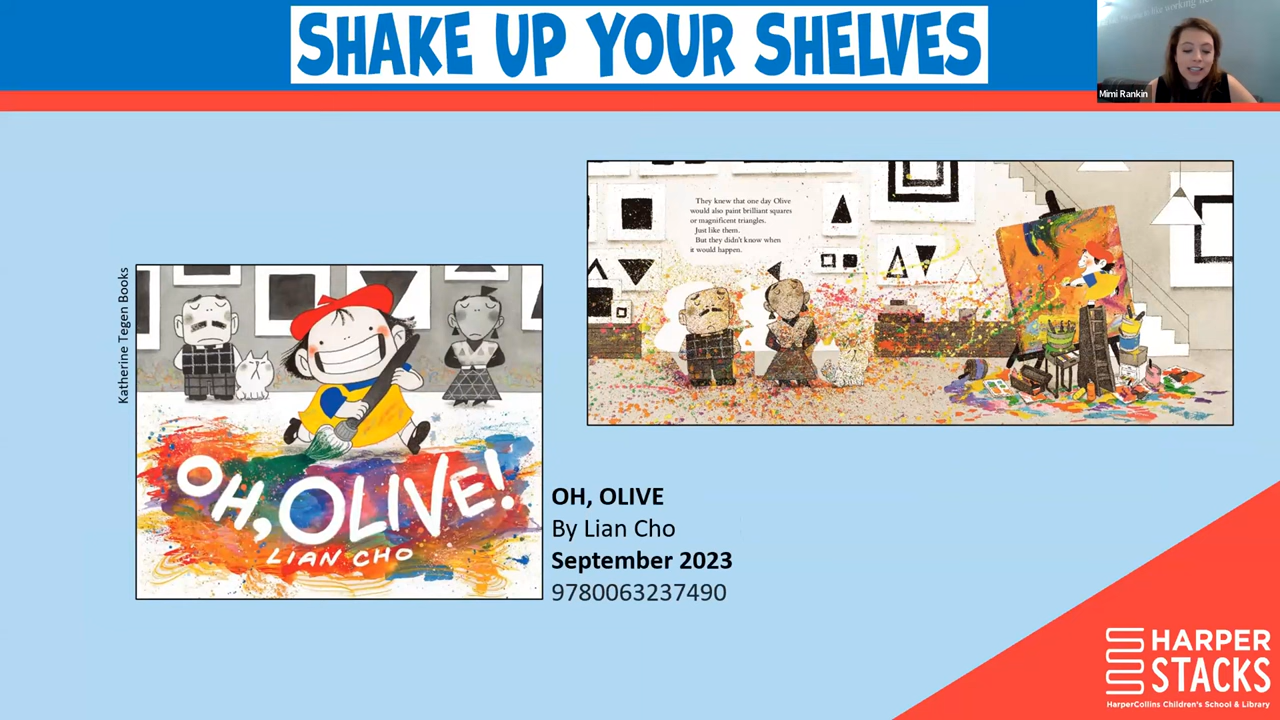 SHAKE UP YOUR SHELVES
Mimi Rankin
They knew that one day Olive
would also paint brilliant squares
or magnificent triangles.
Just like them.
But they didn't know when
it would happen.
Katherine Tegen Books
OH, OLIVE!
LIAN CHO
OH, OLIVE
By Lian Cho
September 2023
9780063237490
HARPER
STACKS
HarperCollins Children's School & Library